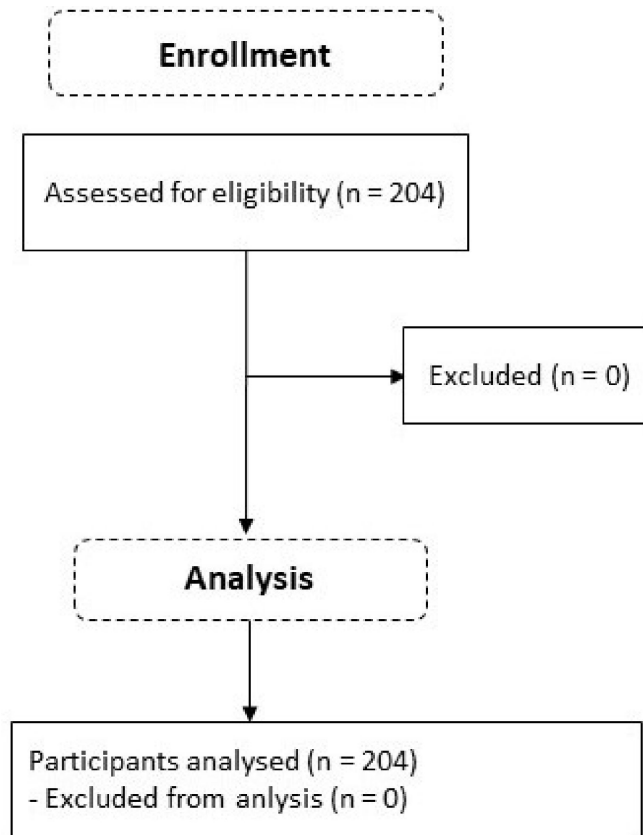 Enrollment
Assessed for eligibility (n = 204)
Excluded (n = 0)
Analysis
Participants analysed (n = 204)
- Excluded from anlysis (n = 0)